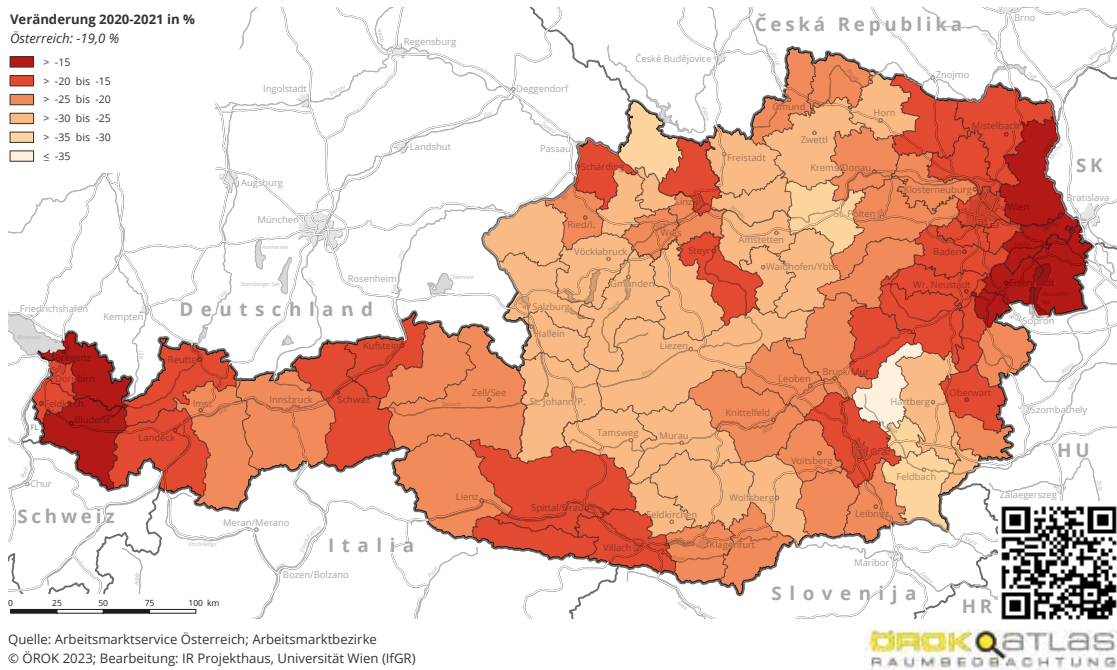 Veränderung 2020-2021 in %
Österreich: -19,0 %
> -15
> -20 bis -15
> -25 bis -20
> -30 bis -25
> -35 bis -30
≤ -35
Česká Republika
Brno
Regensburg
České Budějovice
Znojmo
Ingolstadt
Deggendorf
Gmünd
Horn
Mistelbach
Zwettl
Landshut
Passau
Freistadt
SK
Schärding
Krems/Donau
Augsburg
Klosterneuburg
Bratislava
Linz
Wien
München
Ried/I.
St. Pölten
Wels
Amstetten
Steyr
Baden
Vöcklabruck
Waidhofen/Ybbs
Rosenheim
Gmunden
Wr. Neustadt
Eisenstadt
Friedrichshafen
Deutschland
Salzburg
Kempten
Sopron
Hallein
Kufstein
Liezen
Bregenz
Reutte
Dornbirn
Bruck/Mur
Leoben
Zell/See
Oberwart
Innsbruck
Schwaz
St. Johann/P.
Imst
Hartberg
Feldkirch
Knittelfeld
Szombathely
Bludenz
FL
Landeck
Tamsweg
Murau
Graz
HU
Voitsberg
Feldbach
Chur
Lienz
Wolfsberg
Zalaegerszeg
Spittal/Drau
Leibnitz
Schweiz
Meran/Merano
Feldkirchen
Italia
Villach
Klagenfurt
Maribor
Bozen/Bolzano
Slovenija
HR
0 25 50 75 100 km
Quelle: Arbeitsmarktservice Österreich; Arbeitsmarktbezirke
© ÖROK 2023; Bearbeitung: IR Projekthaus, Universität Wien (IfGR)
ÖROK ATLAS
RAUMBEOBACHTUNG